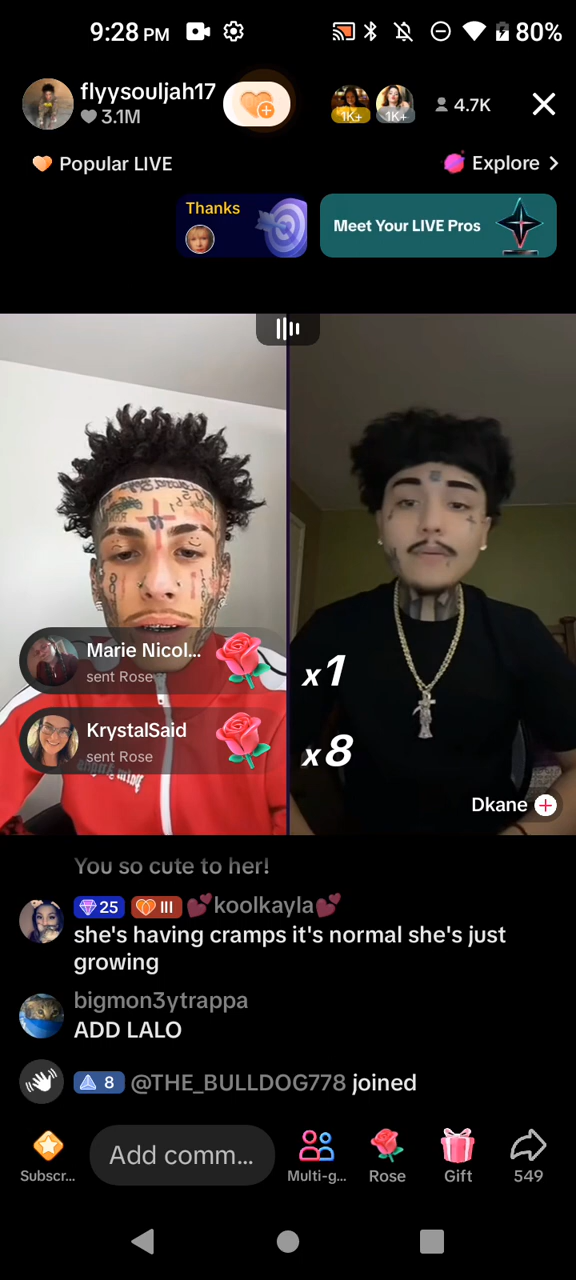 9:28 PM
80%
flyysouljah17
3.1M
1K+
1K+
4.7K
Popular LIVE
Explore >
Thanks
Meet Your LIVE Pros
Marie Nicol...
sent Rose
x1
KrystalSaid
sent Rose
x8
Dkane
You so cute to her!
25 III 💕koolkayla💕
she's having cramps it's normal she's just
growing
bigmon3ytrappa
ADD LALO
8 @THE_BULLDOG778 joined
Add comm...
Subscr...
Multi-g...
Rose
Gift
549